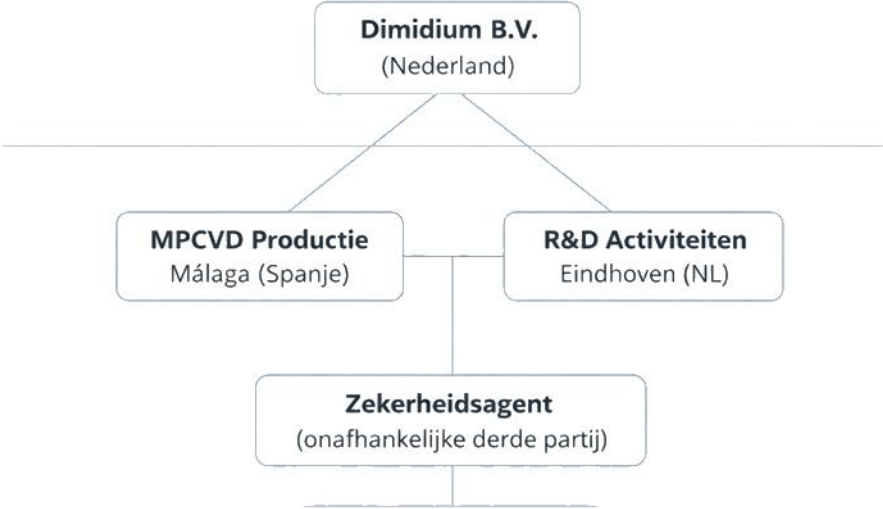 Dimidium B.V.
(Nederland)
MPCVD Productie
Málaga (Spanje)
R&D Activiteiten
Eindhoven (NL)
Zekerheidsagent
(onafhankelijke derde partij)